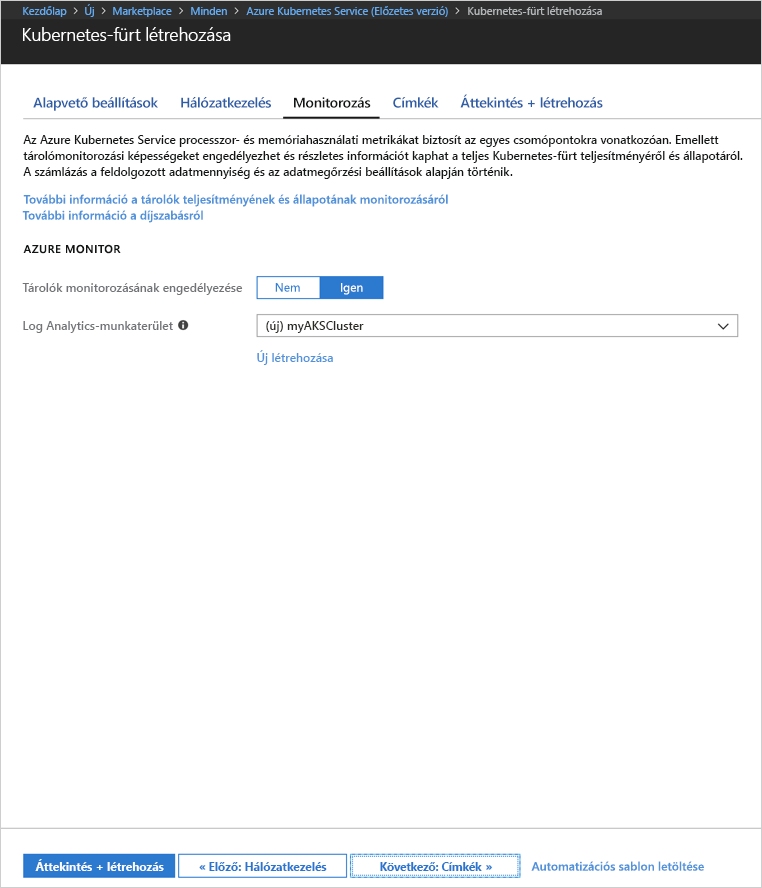 Kezdőlap > Új > Marketplace > Minden > Azure Kubernetes Service (Előzetes verzió) > Kubernetes-fürt létrehozása
Kubernetes-fürt létrehozása
Alapvető beállítások Hálózatkezelés Monitorozás Címkék Áttekintés + létrehozás
Az Azure Kubernetes Service processzor- és memóriahasználati metrikákat biztosít az egyes csomópontokra vonatkozóan. Emellett
tárolómonitorozási képességeket engedélyezhet és részletes információt kaphat a teljes Kubernetes-fürt teljesítményéről és állapotáról.
A számlázás a feldolgozott adatmennyiség és az adatmegőrzési beállítások alapján történik.
További információ a tárolók teljesítményének és állapotának monitorozásáról
További információ a díjszabásról
AZURE MONITOR
Tárolók monitorozásának engedélyezése Nem Igen
Log Analytics-munkaterület (új) myAKSCluster
Új létrehozása
Áttekintés + létrehozás « Előző: Hálózatkezelés Következő: Címkék » Automatizációs sablon letöltése